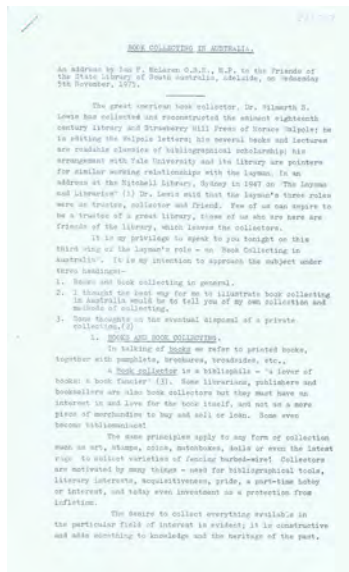 BOOK COLLECTING IN AUSTRALIA.
An address by Ian F. McLaren O.B.E., M.P. to the Friends of
the State Library of South Australia, Adelaide, on Wednesday
5th November, 1975.
The great american book collector, Dr. Wilmarth S.
Lewis has collected and reconstructed the eminent eighteenth
century library and Strawberry Hill Press of Horace Walpole; he
is editing the Walpole letters; his several books and lectures
are readable classics of bibliographical scholarship; his
arrangement with Yale University and its library are pointers
for similar working relationships with the layman. In an
address at the Mitchell Library, Sydney in 1947 on 'The Layman
and Libraries' (1) Dr. Lewis said that the layman's three roles
were as trustee, collector and friend. Few of us can aspire to
be a trustee of a great library, those of us who are here are
friends of the library, which leaves the collectors.
It is my privilege to speak to you tonight on this
third wing of the layman's role - on 'Book Collecting in
Australia'. It is my intention to approach the subject under
three headings:-
1. Books and book collecting in general.
2. I thought the best way for me to illustrate book collecting
in Australia would be to tell you of my own collection and
methods of collecting.
3. Some thoughts on the eventual disposal of a private
collection.(2)
1. BOOKS AND BOOK COLLECTING.
In talking of books we refer to printed books,
together with pamphlets, brochures, broadsides, etc.,
A Book collector is a bibliophile - 'a lover of
books: a book fancier' (3). Some librarians, publishers and
booksellers are also book collectors but they must have an
interest in and love for the book itself, and not as a mere
piece of merchandise to buy and sell or loan. Some even
become bibliomaniacs!
The same principles apply to any form of collection
such as art, stamps, coins, matchboxes, nails or even the latest
rage to collect varieties of fencing barbed-wire! Collectors
are motivated by many things - need for bibliographical tools,
literary interests, acquisitiveness, pride, a part-time hobby
or interest, and today even investment as a protection from
inflation.
The desire to collect everything available in
the particular field of interest is evident; it is constructive
and adds something to knowledge and the heritage of the past.